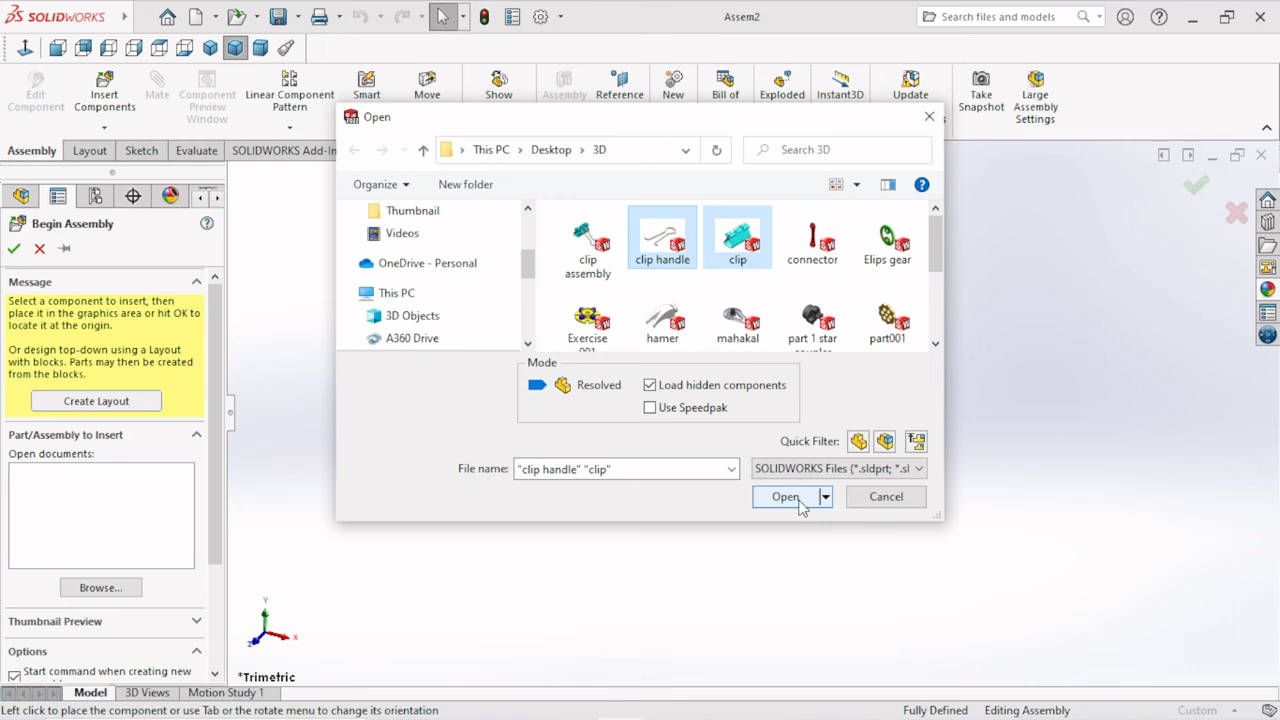 SOLIDWORKS
Assem2
Search files and models
Edit
Component
Insert
Components
Mate
Component
Preview
Window
Linear Component
Pattern
Smart
Move
Show
Assembly
Reference
New
Bill of
Exploded
Instant3D
Update
Take
Snapshot
Large
Assembly
Settings
Assembly
Layout
Sketch
Evaluate
SOLIDWORKS Add-In
Begin Assembly
Message
Select a component to insert, then
place it in the graphics area or hit OK to
locate it at the origin.
Or design top-down using a Layout
with blocks. Parts may then be created
from the blocks.
Create Layout
Part/Assembly to Insert
Open documents:
Browse...
Thumbnail Preview
Options
Start command when creating new
Open
This PC
Desktop
3D
Search 3D
Organize
New folder
Thumbnail
Videos
OneDrive - Personal
This PC
3D Objects
A360 Drive
clip
assembly
clip handle
clip
connector
Elips gear
Exercise
001
hamer
mahakal
part 1 star
coupler
part001
Mode
Resolved
Load hidden components
Use Speedpak
Quick Filter:
File name:
"clip handle" "clip"
SOLIDWORKS Files (*.sldprt; *.sl
Open
Cancel
Y
X
Z
*Trimetric
Model
3D Views
Motion Study 1
Left click to place the component or use Tab or the rotate menu to change its orientation
Fully Defined
Editing Assembly
Custom